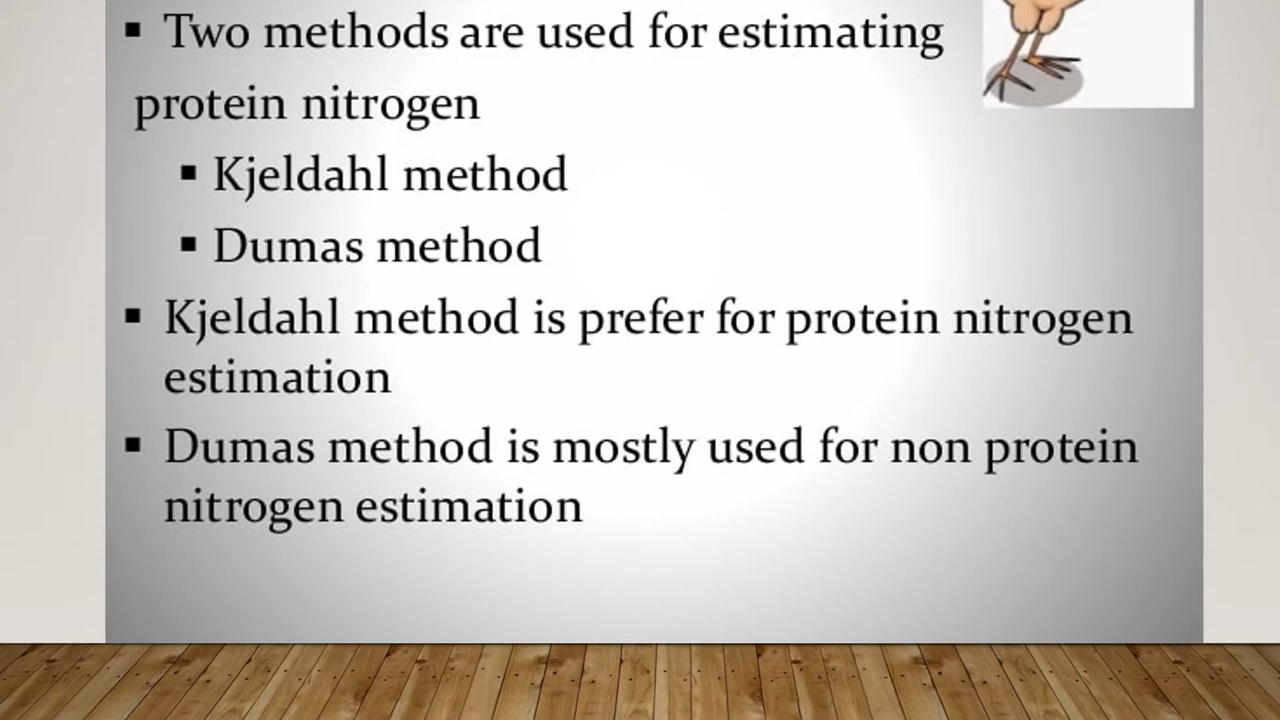 ▪ Two methods are used for estimating
protein nitrogen
▪ Kjeldahl method
▪ Dumas method
▪ Kjeldahl method is prefer for protein nitrogen
estimation
▪ Dumas method is mostly used for non protein
nitrogen estimation